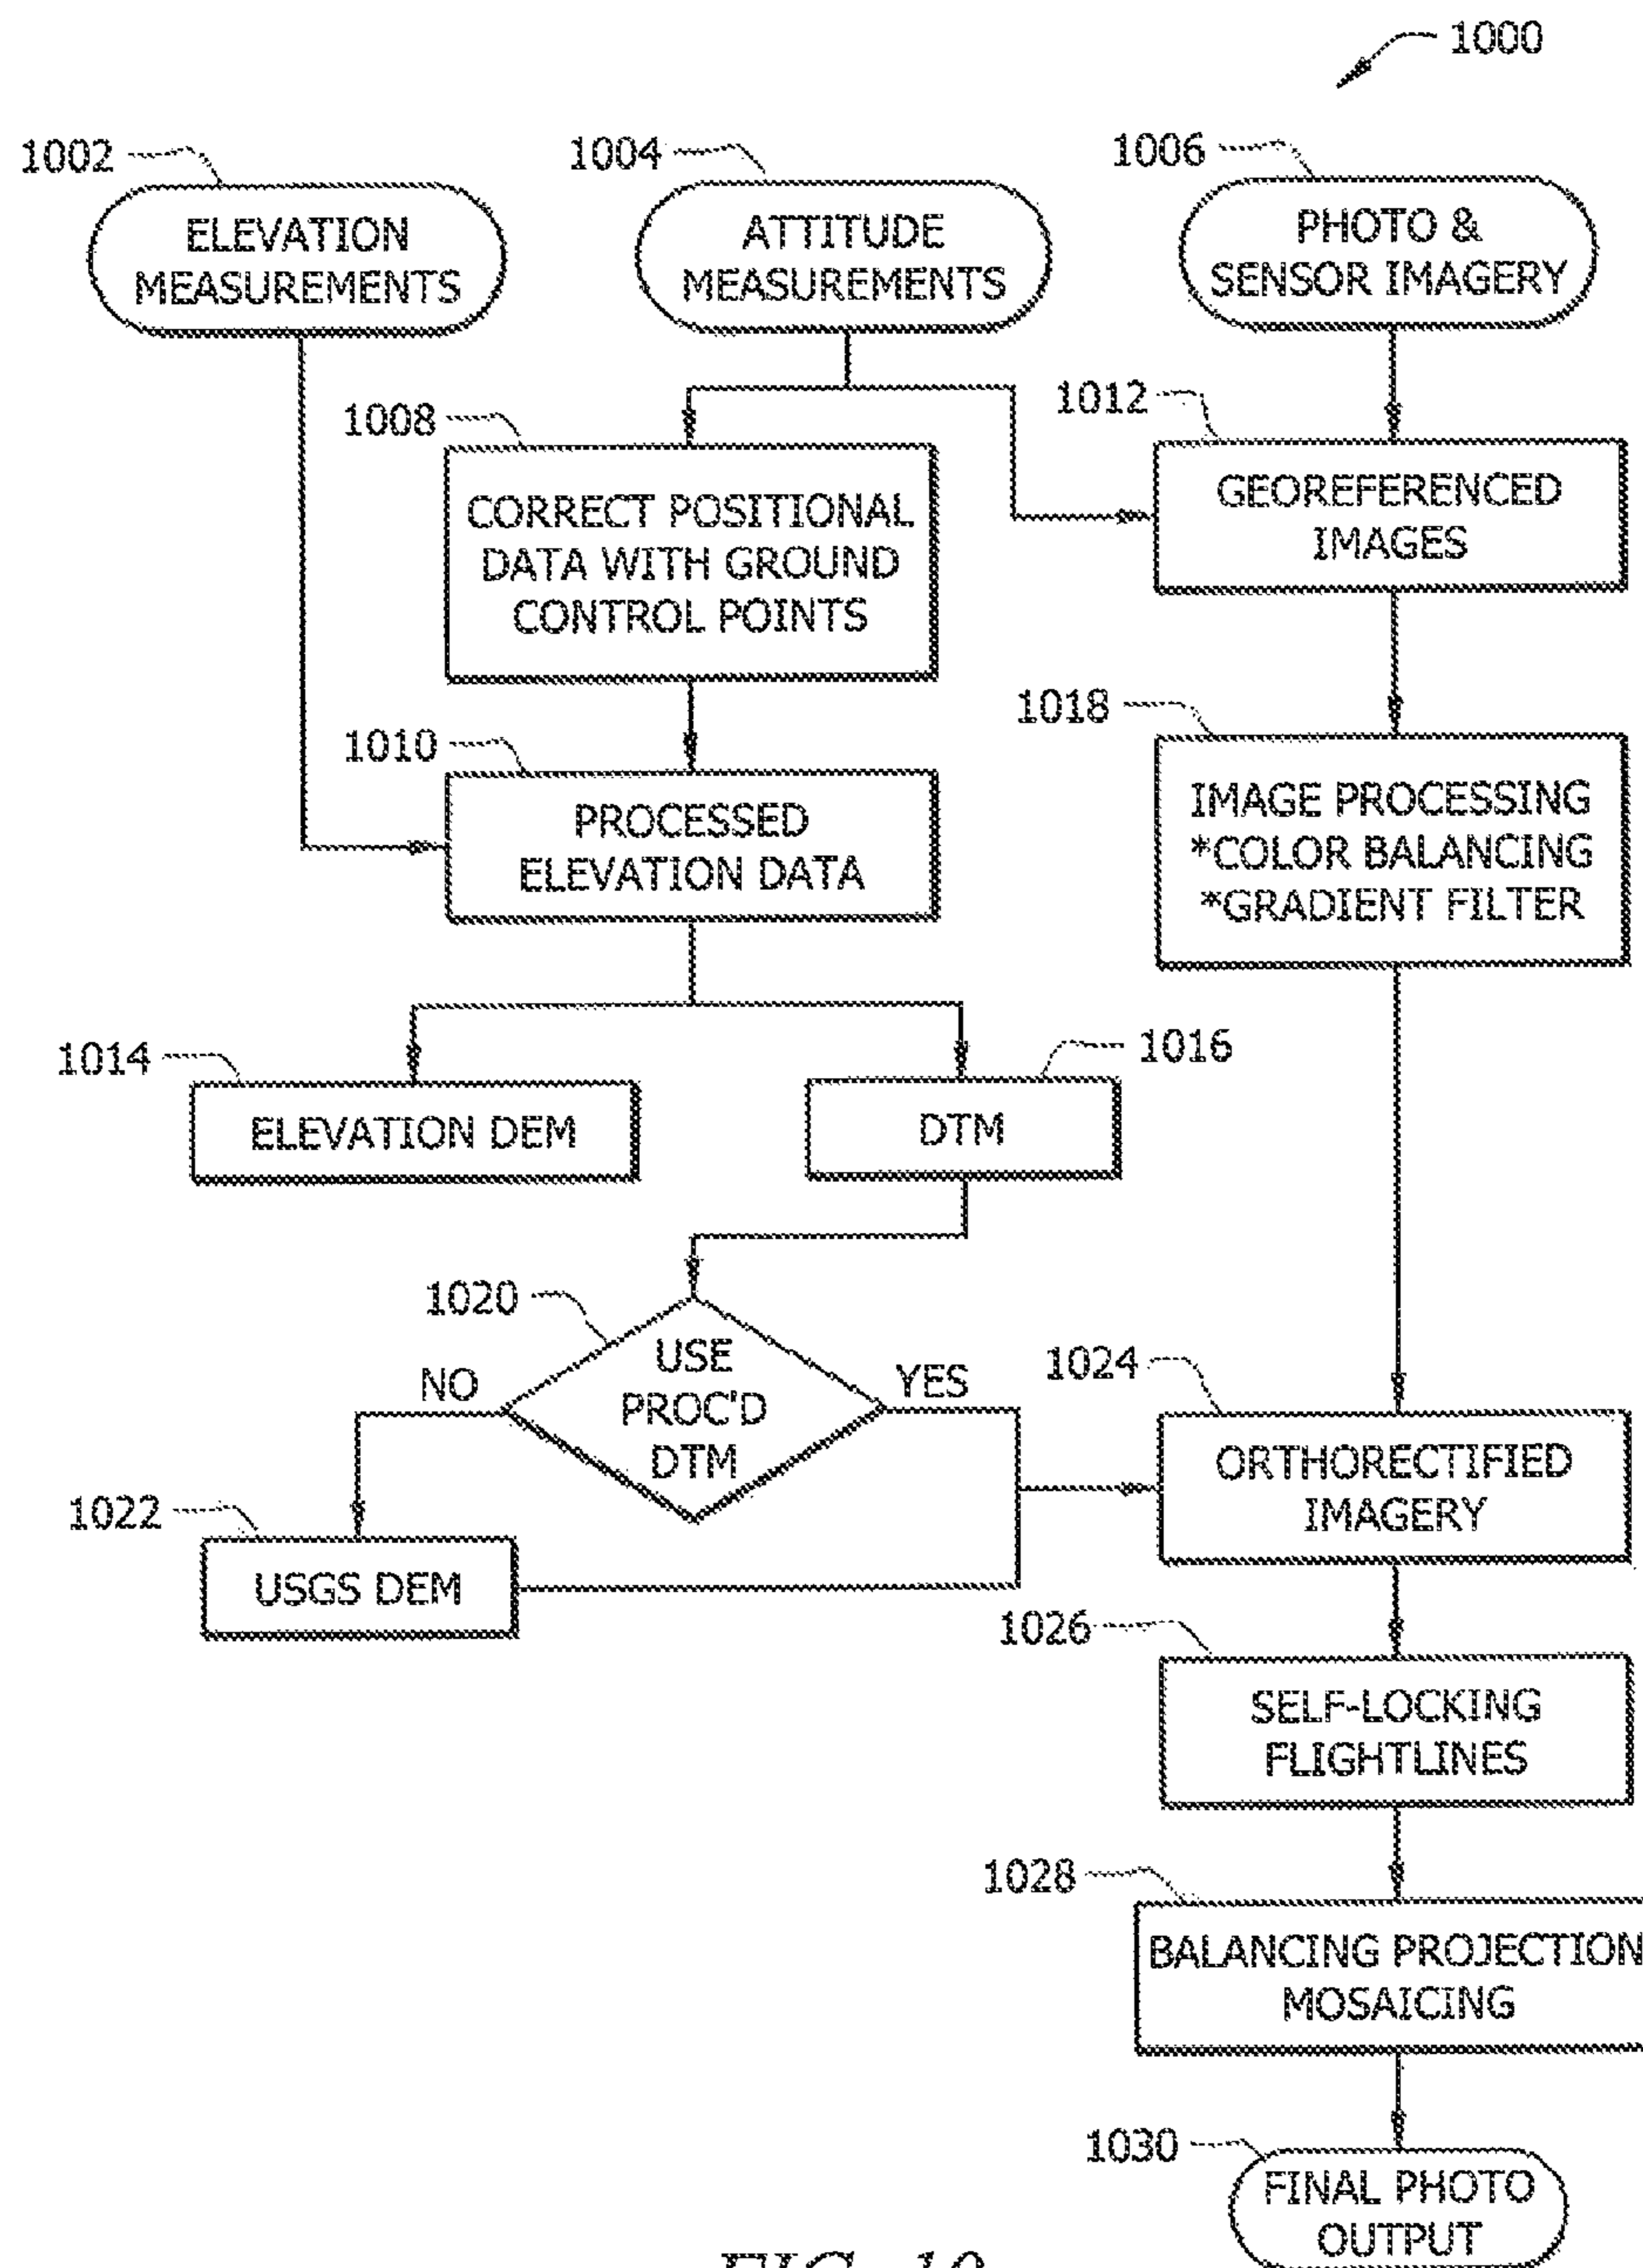 1000
1002
1004
1006
ELEVATION
MEASUREMENTS
ATTITUDE
MEASUREMENTS
PHOTO &
SENSOR IMAGERY
1008
1012
CORRECT POSITIONAL
DATA WITH GROUND
CONTROL POINTS
GEOREFERENCED
IMAGES
1010
1018
PROCESSED
ELEVATION DATA
IMAGE PROCESSING
*COLOR BALANCING
*GRADIENT FILTER
1014
1016
ELEVATION DEM
DTM
1020
USE
PROC'D
DTM
NO
YES
1024
ORTHORECTIFIED
IMAGERY
1022
USGS DEM
1026
SELF-LOCKING
FLIGHTLINES
1028
BALANCING PROJECTION
MOSAICING
1030
FINAL PHOTO
OUTPUT